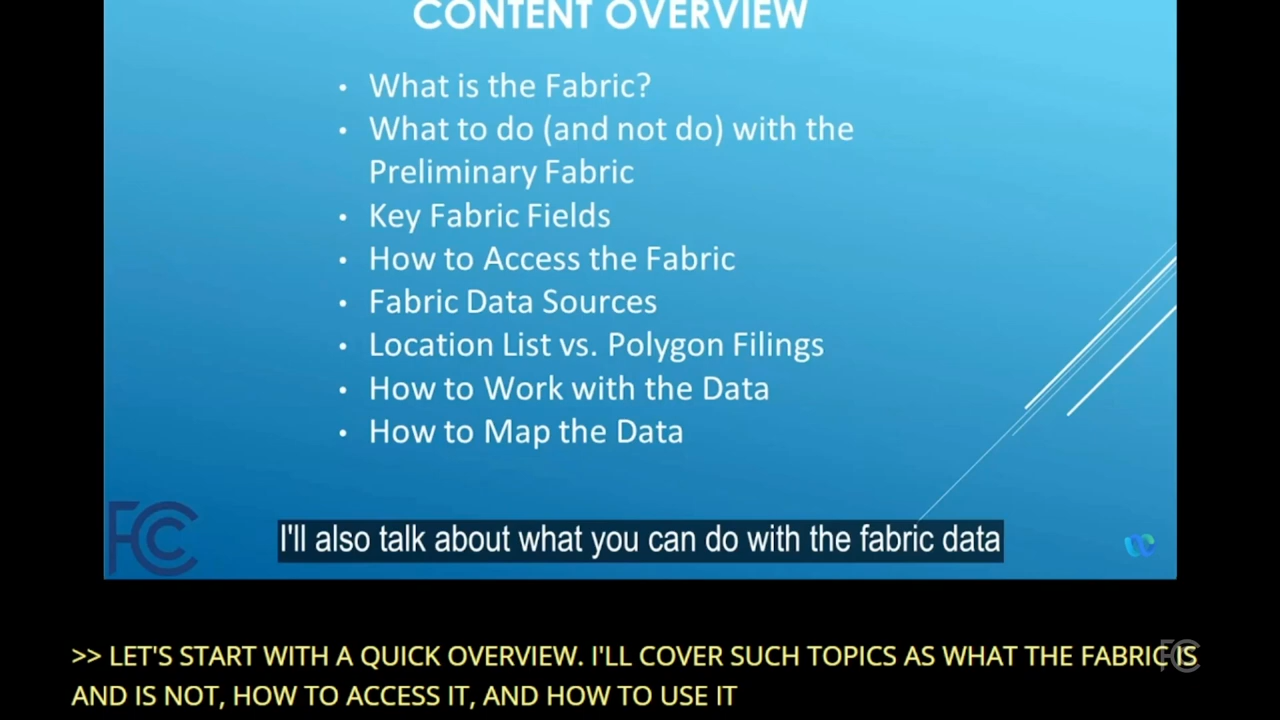 CONTENT OVERVIEW
• What is the Fabric?
• What to do (and not do) with the
Preliminary Fabric
• Key Fabric Fields
• How to Access the Fabric
• Fabric Data Sources
• Location List vs. Polygon Filings
• How to Work with the Data
• How to Map the Data
FCC
I'll also talk about what you can do with the fabric data
>> LET'S START WITH A QUICK OVERVIEW. I'LL COVER SUCH TOPICS AS WHAT THE FABRIC IS
FCC
AND IS NOT, HOW TO ACCESS IT, AND HOW TO USE IT